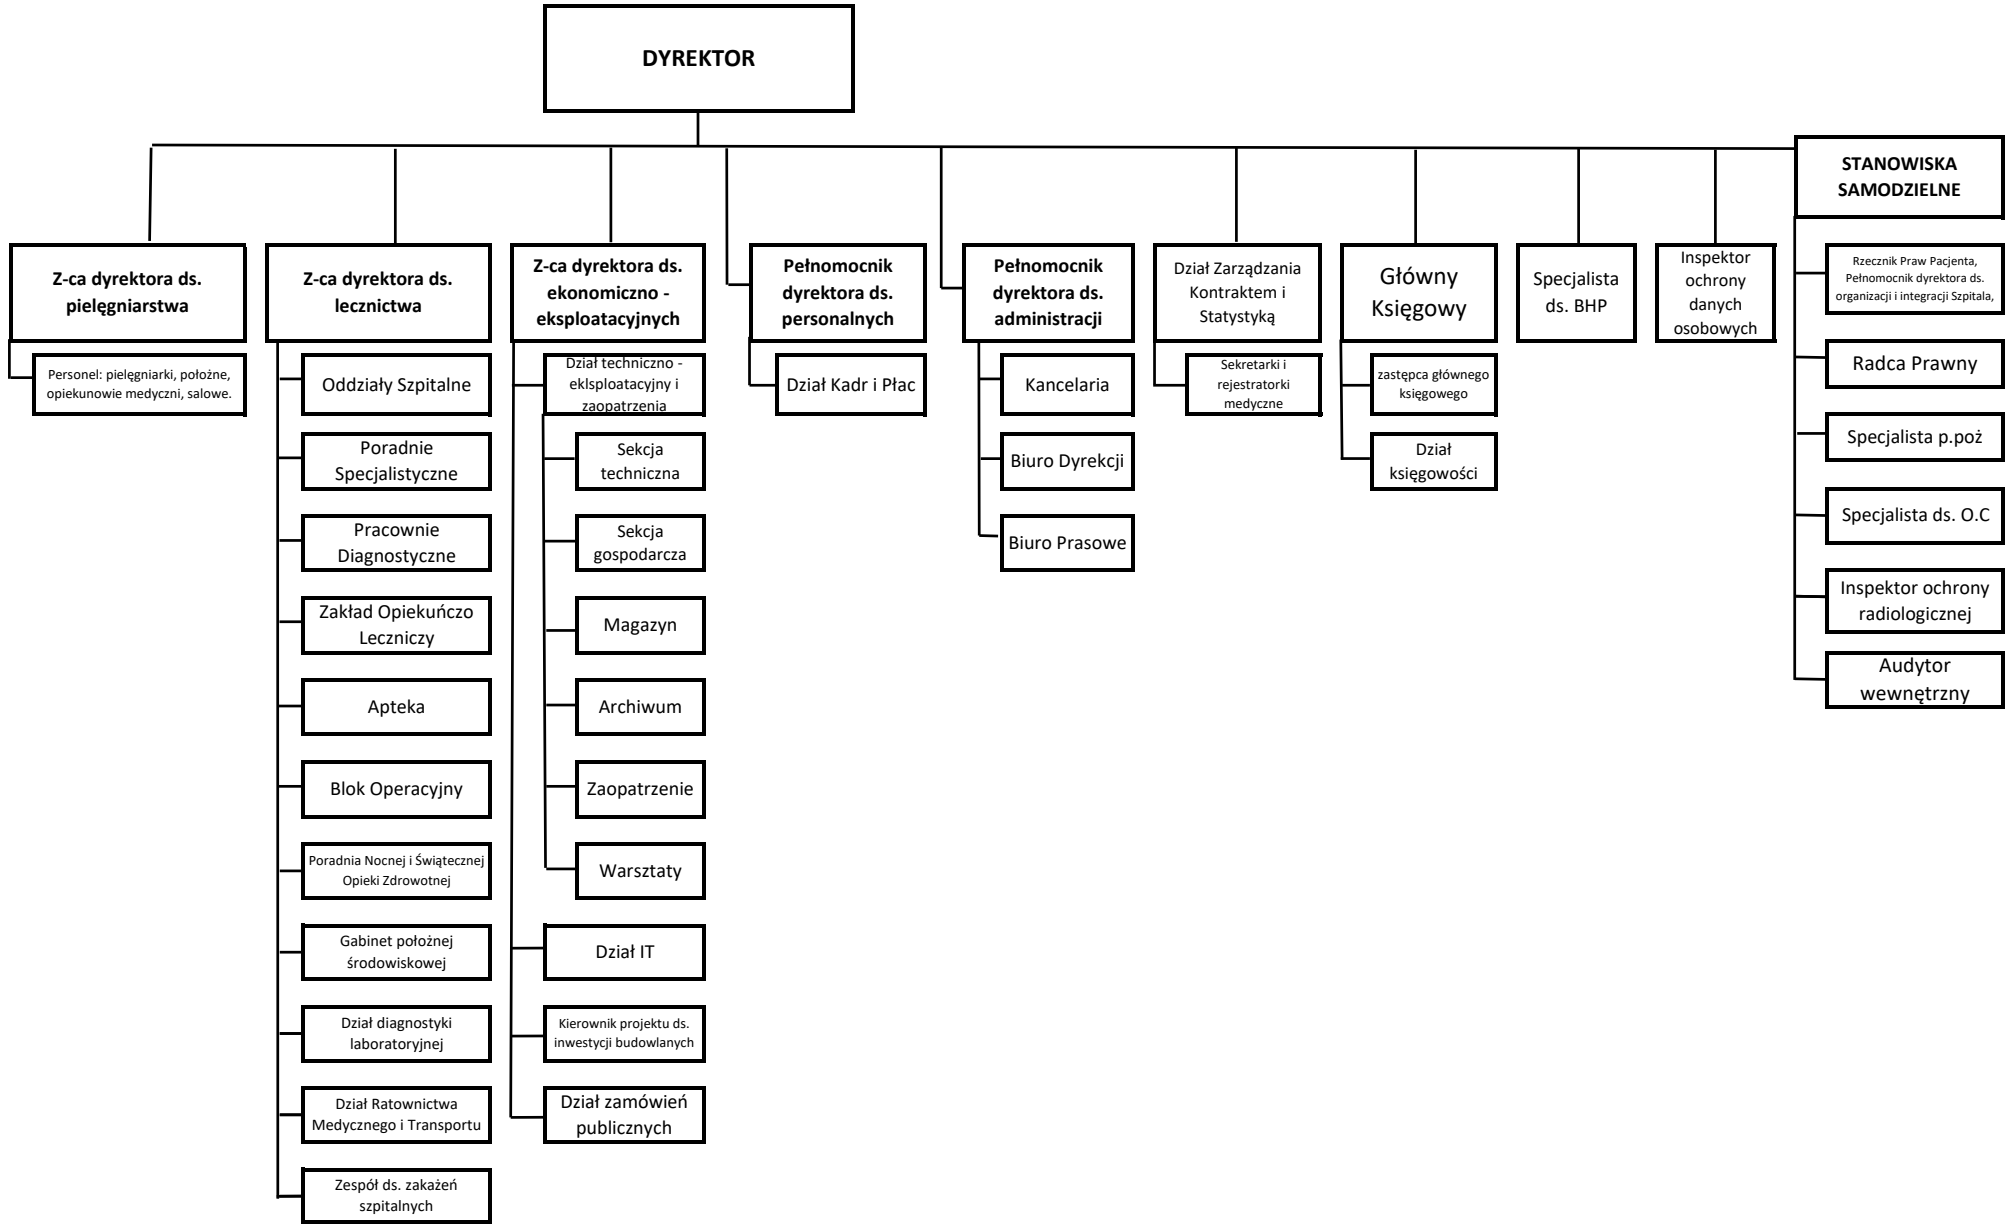 DYREKTOR
STANOWISKA
SAMODZIELNE
Z-ca dyrektora ds.
pielęgniarstwa
Personel: pielęgniarki, położne,
opiekunowie medyczni, salowe.
Z-ca dyrektora ds.
lecznictwa
Oddziały Szpitalne
Poradnie
Specjalistyczne
Pracownie
Diagnostyczne
Zakład Opiekuńczo
Leczniczy
Apteka
Blok Operacyjny
Poradnia Nocnej i Świątecznej
Opieki Zdrowotnej
Gabinet położnej
środowiskowej
Dział diagnostyki
laboratoryjnej
Dział Ratownictwa
Medycznego i Transportu
Zespół ds. zakażeń
szpitalnych
Z-ca dyrektora ds.
ekonomiczno -
eksploatacyjnych
Dział techniczno -
eklsploatacyjny i
zaopatrzenia
Sekcja
techniczna
Sekcja
gospodarcza
Magazyn
Archiwum
Zaopatrzenie
Warsztaty
Dział IT
Kierownik projektu ds.
inwestycji budowlanych
Dział zamówień
publicznych
Pełnomocnik
dyrektora ds.
personalnych
Dział Kadr i Płac
Pełnomocnik
dyrektora ds.
administracji
Kancelaria
Biuro Dyrekcji
Biuro Prasowe
Dział Zarządzania
Kontraktem i
Statystyką
Sekretarki i
rejestratorki
medyczne
Główny
Księgowy
zastępca głównego
księgowego
Dział
księgowości
Specjalista
ds. BHP
Inspektor
ochrony
danych
osobowych
Rzecznik Praw Pacjenta,
Pełnomocnik dyrektora ds.
organizacji i integracji Szpitala,
Radca Prawny
Specjalista p.poż
Specjalista ds. O.C
Inspektor ochrony
radiologicznej
Audytor
wewnętrzny